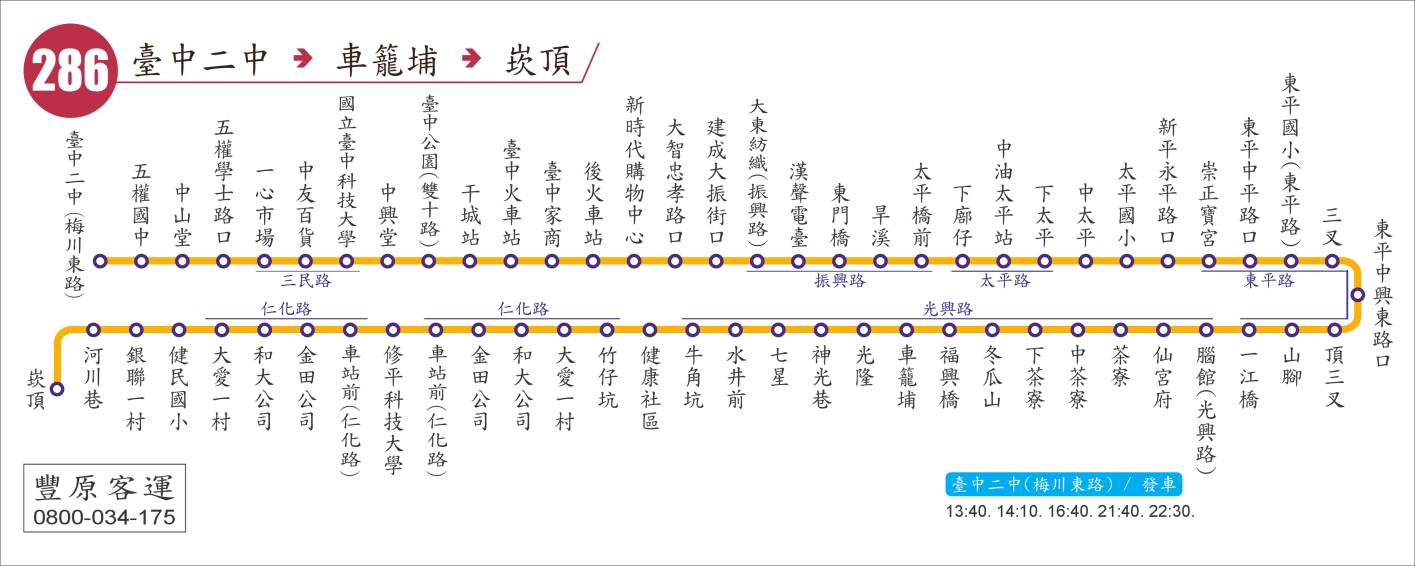 286 臺中二中 → 車籠埔 → 崁頂
臺中二中(梅川東路)
五權國中
中山堂
五權學士路口
一心市場
中友百貨
國立臺中科技大學
中興堂
臺中公園(雙十路)
干城站
臺中火車站
臺中家商
後火車站
新時代購物中心
大智忠孝路口
建成大振街口
大東紡織(振興路)
漢聲電臺
東門橋
旱溪
太平橋前
下廍仔
中油太平站
下太平
中太平
太平國小
新平永平路口
崇正寶宮
東平中平路口
東平國小(東平路)
三叉
東平中興東路口
三民路
振興路
太平路
東平路
仁化路
仁化路
光興路
崁頂
河川巷
銀聯一村
健民國小
大愛一村
和大公司
金田公司
車站前(仁化路)
修平科技大學
車站前(仁化路)
金田公司
和大公司
大愛一村
竹仔坑
健康社區
牛角坑
水井前
七星
神光巷
光隆
車籠埔
福興橋
冬瓜山
下茶寮
中茶寮
茶寮
仙宮府
腦館(光興路)
一江橋
山腳
頂三叉
豐原客運
0800-034-175
臺中二中(梅川東路) / 發車
13:40. 14:10. 16:40. 21:40. 22:30.